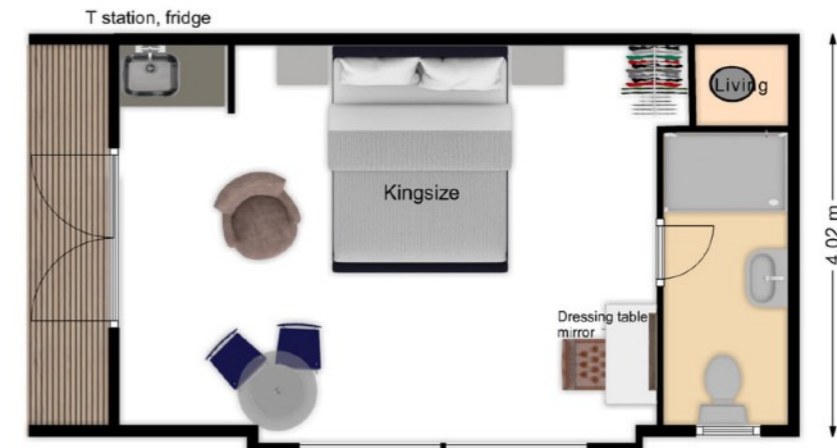 T station, fridge
Living
Kingsize
4.02 m
Dressing table
mirror